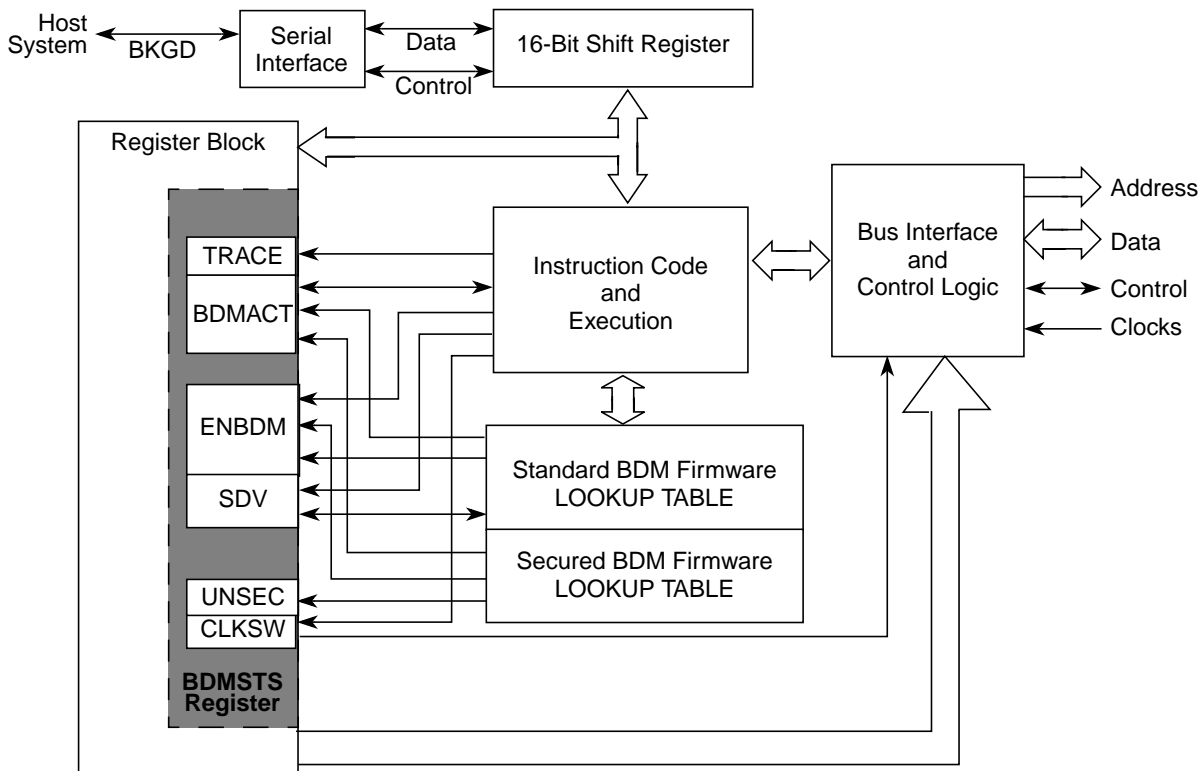 Host
System
BKGD
Serial
Interface
Data
Control
16-Bit Shift Register
Register Block
TRACE
BDMACT
ENBDM
SDV
UNSEC
CLKSW
BDMSTS
Register
Instruction Code
and
Execution
Standard BDM Firmware
LOOKUP TABLE
Secured BDM Firmware
LOOKUP TABLE
Bus Interface
and
Control Logic
Address
Data
Control
Clocks